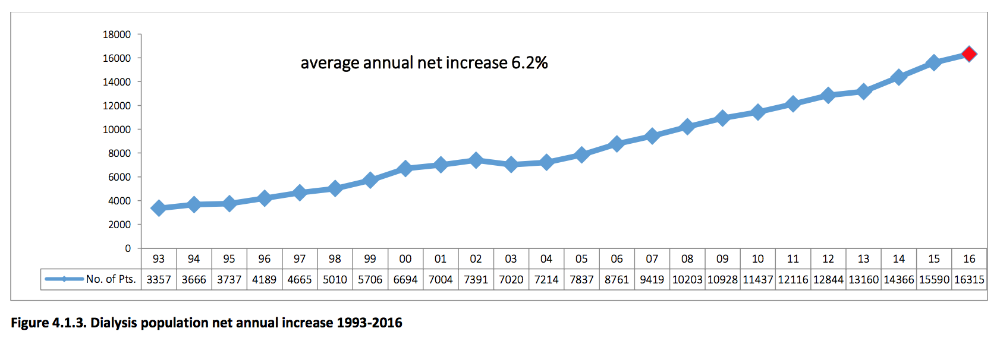 18000
average annual net increase 6.2%
16000
14000
12000
10000
8000
6000
4000
2000
0
93 94 95 96 97 98 99 00 01 02 03 04 05 06 07 08 09 10 11 12 13 14 15 16
No. of Pts. 3357 3666 3737 4189 4665 5010 5706 6694 7004 7391 7020 7214 7837 8761 9419 10203 10928 11437 12116 12844 13160 14366 15590 16315
Figure 4.1.3. Dialysis population net annual increase 1993-2016